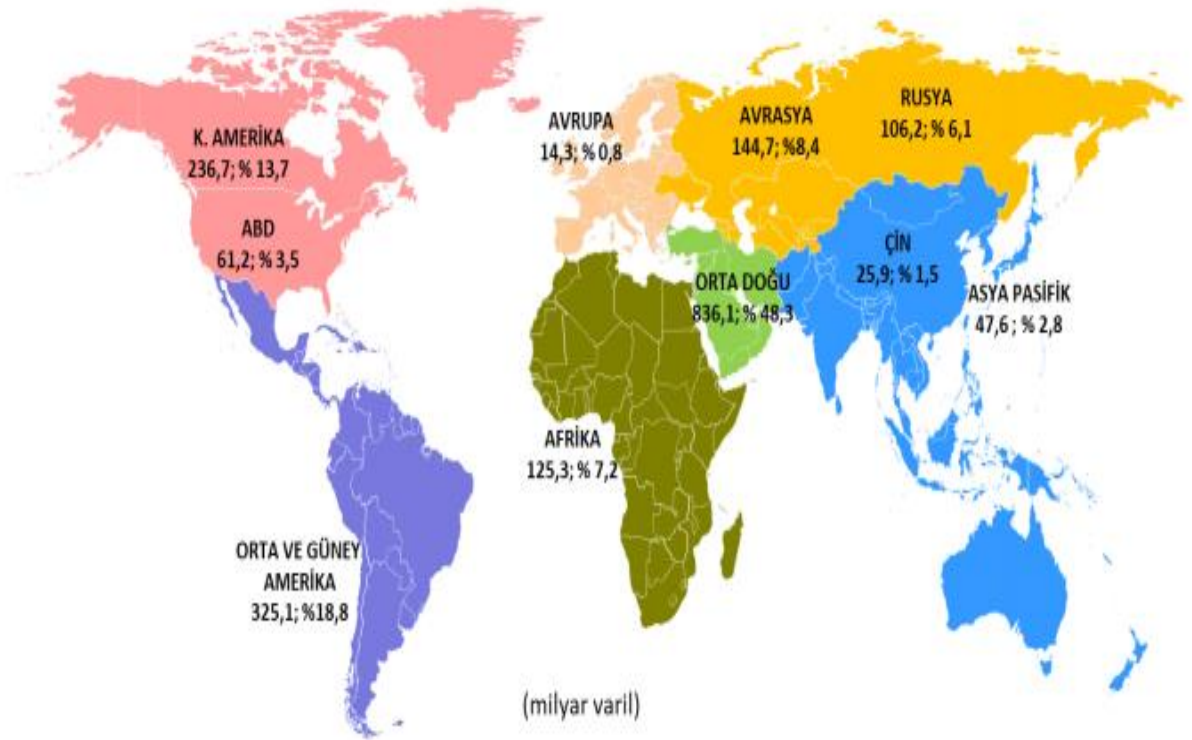 K. AMERİKA
236,7; % 13,7
ABD
61,2; % 3,5
ORTA VE GÜNEY
AMERİKA
325,1; %18,8
AVRUPA
14,3; % 0,8
AVRASYA
144,7; %8,4
RUSYA
106,2; % 6,1
ORTA DOĞU
836,1; % 48,3
ÇİN
25,9; % 1,5
ASYA PASİFİK
47,6 ; % 2,8
AFRİKA
125,3; % 7,2
(milyar varil)